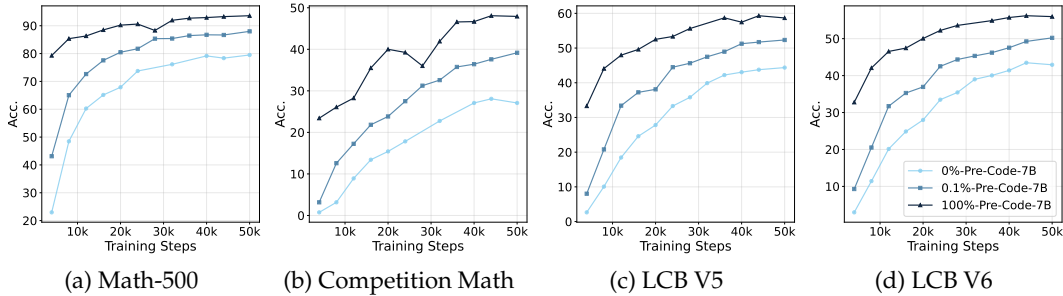 Acc.
90
80
70
60
50
40
30
20
10k 20k 30k 40k 50k
Training Steps
(a) Math-500
Acc.
50
40
30
20
10
0
10k 20k 30k 40k 50k
Training Steps
(b) Competition Math
Acc.
60
50
40
30
20
10
0
10k 20k 30k 40k 50k
Training Steps
(c) LCB V5
Acc.
60
50
40
30
20
10
0%-Pre-Code-7B
0.1%-Pre-Code-7B
100%-Pre-Code-7B
10k 20k 30k 40k 50k
Training Steps
(d) LCB V6